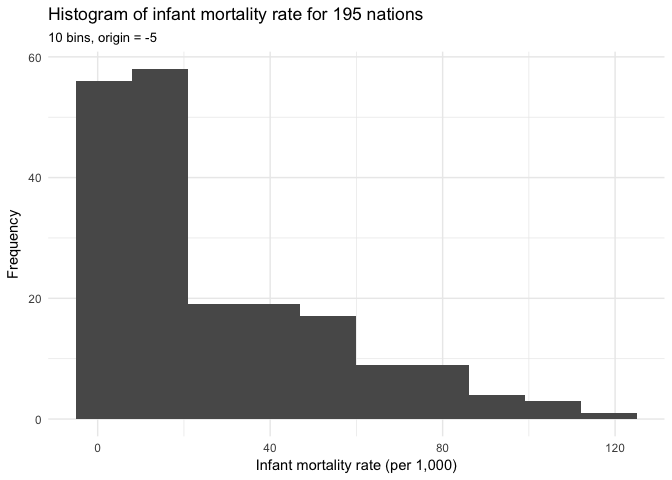 Histogram of infant mortality rate for 195 nations
10 bins, origin = -5
60
40
20
0
Frequency
0 40 80 120
Infant mortality rate (per 1,000)